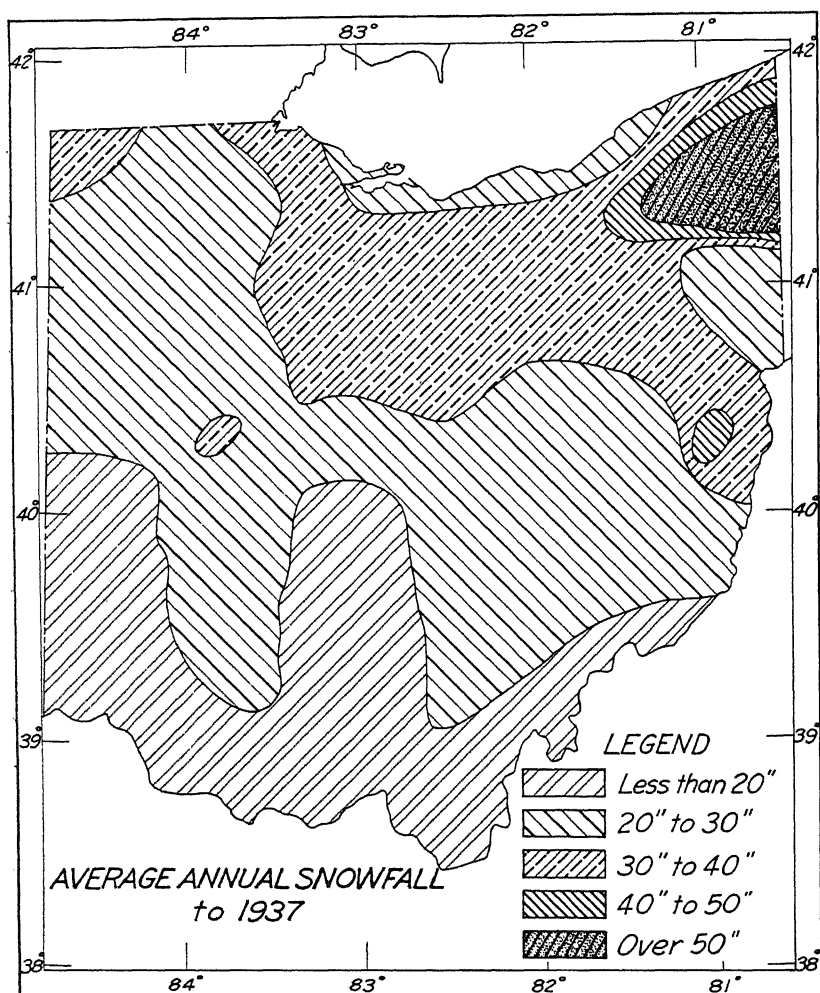 84° 83° 82° 81°
42° 42°
41° 41°
40° 40°
39° 39°
LEGEND
Less than 20"
20" to 30"
30" to 40"
40" to 50"
Over 50"
AVERAGE ANNUAL SNOWFALL
to 1937
38° 38°
84° 83° 82° 81°